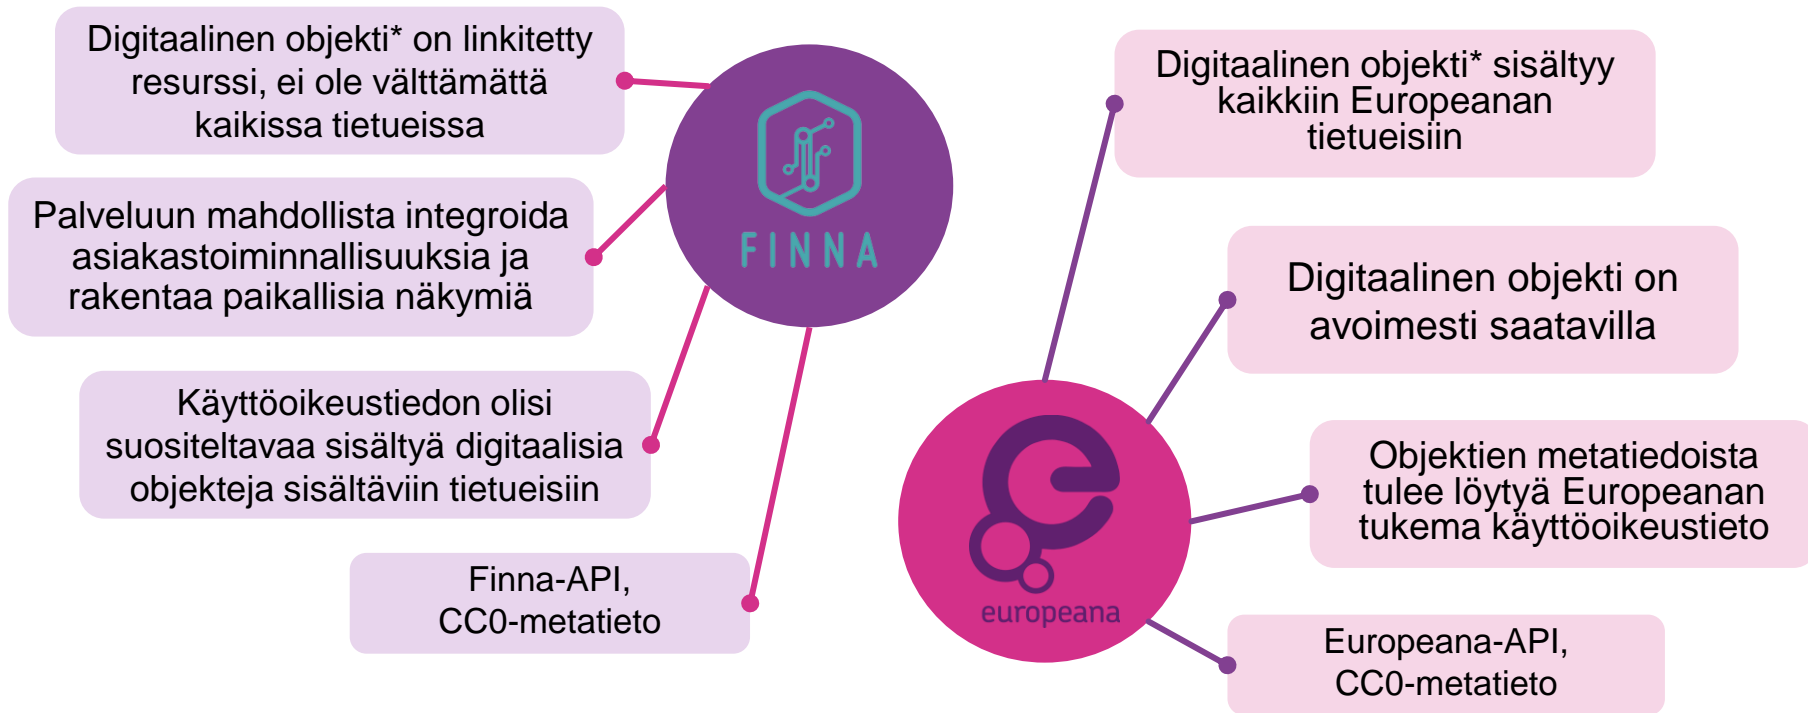 Digitaalinen objekti* on linkitetty
resurssi, ei ole välttämättä
kaikissa tietueissa
Palveluun mahdollista integroida
asiakastoiminnallisuuksia ja
rakentaa paikallisia näkymiä
Käyttöoikeustiedon olisi
suositeltavaa sisältyä digitaalisia
objekteja sisältäviin tietueisiin
Finna-API,
CC0-metatieto
FINNA
Digitaalinen objekti* sisältyy
kaikkiin Europeanan
tietueisiin
Digitaalinen objekti on
avoimesti saatavilla
Objektien metatiedoista
tulee löytyä Europeanan
tukema käyttöoikeustieto
Europeana-API,
CC0-metatieto
europeana